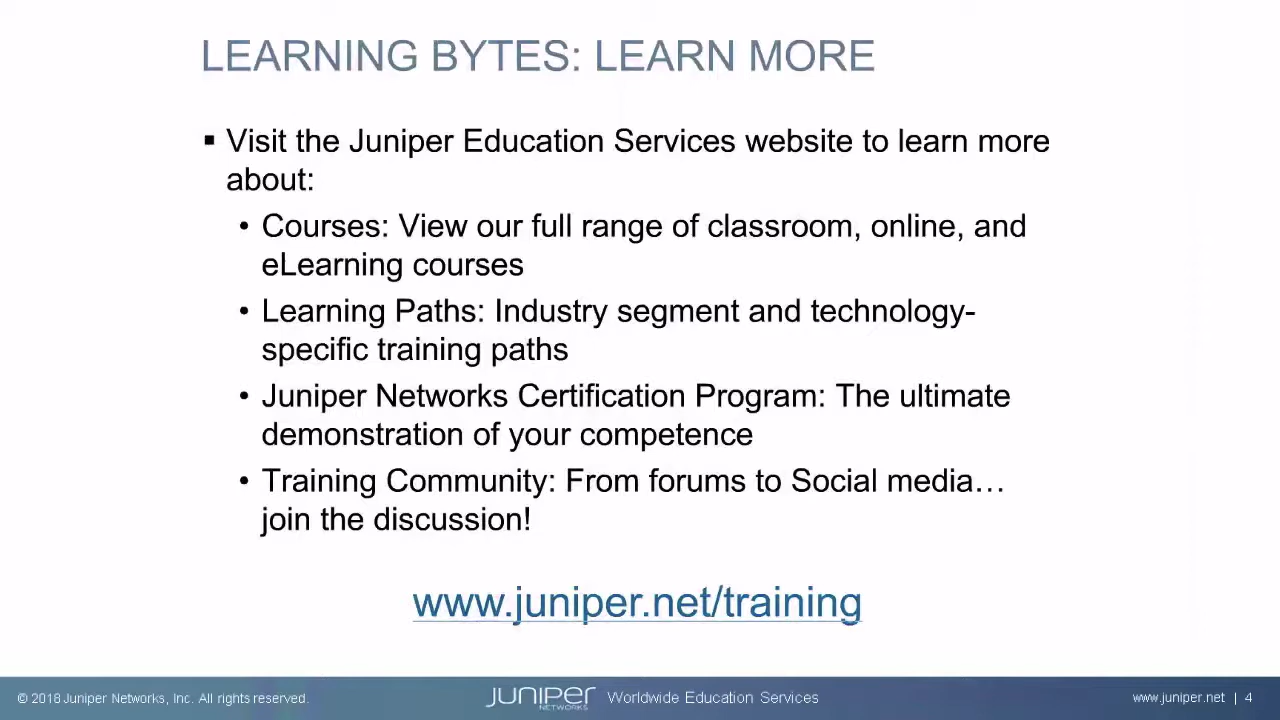 LEARNING BYTES: LEARN MORE
▪ Visit the Juniper Education Services website to learn more
about:
• Courses: View our full range of classroom, online, and
eLearning courses
• Learning Paths: Industry segment and technology-
specific training paths
• Juniper Networks Certification Program: The ultimate
demonstration of your competence
• Training Community: From forums to Social media…
join the discussion!
www.juniper.net/training
© 2018 Juniper Networks, Inc. All rights reserved.
JUNIPER
NETWORKS
Worldwide Education Services
www.juniper.net | 4